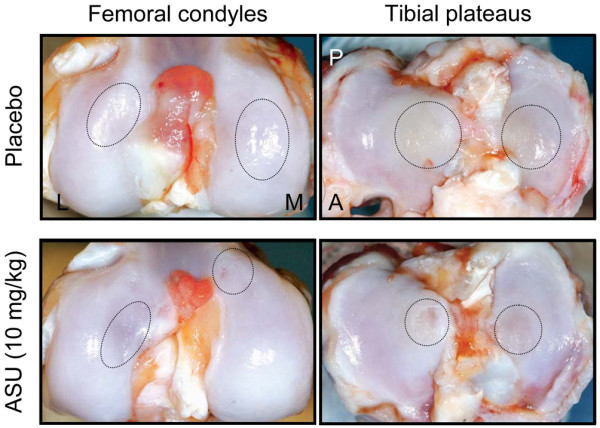 Femoral condyles
Tibial plateaus
Placebo
L
M
P
A
ASU (10 mg/kg)